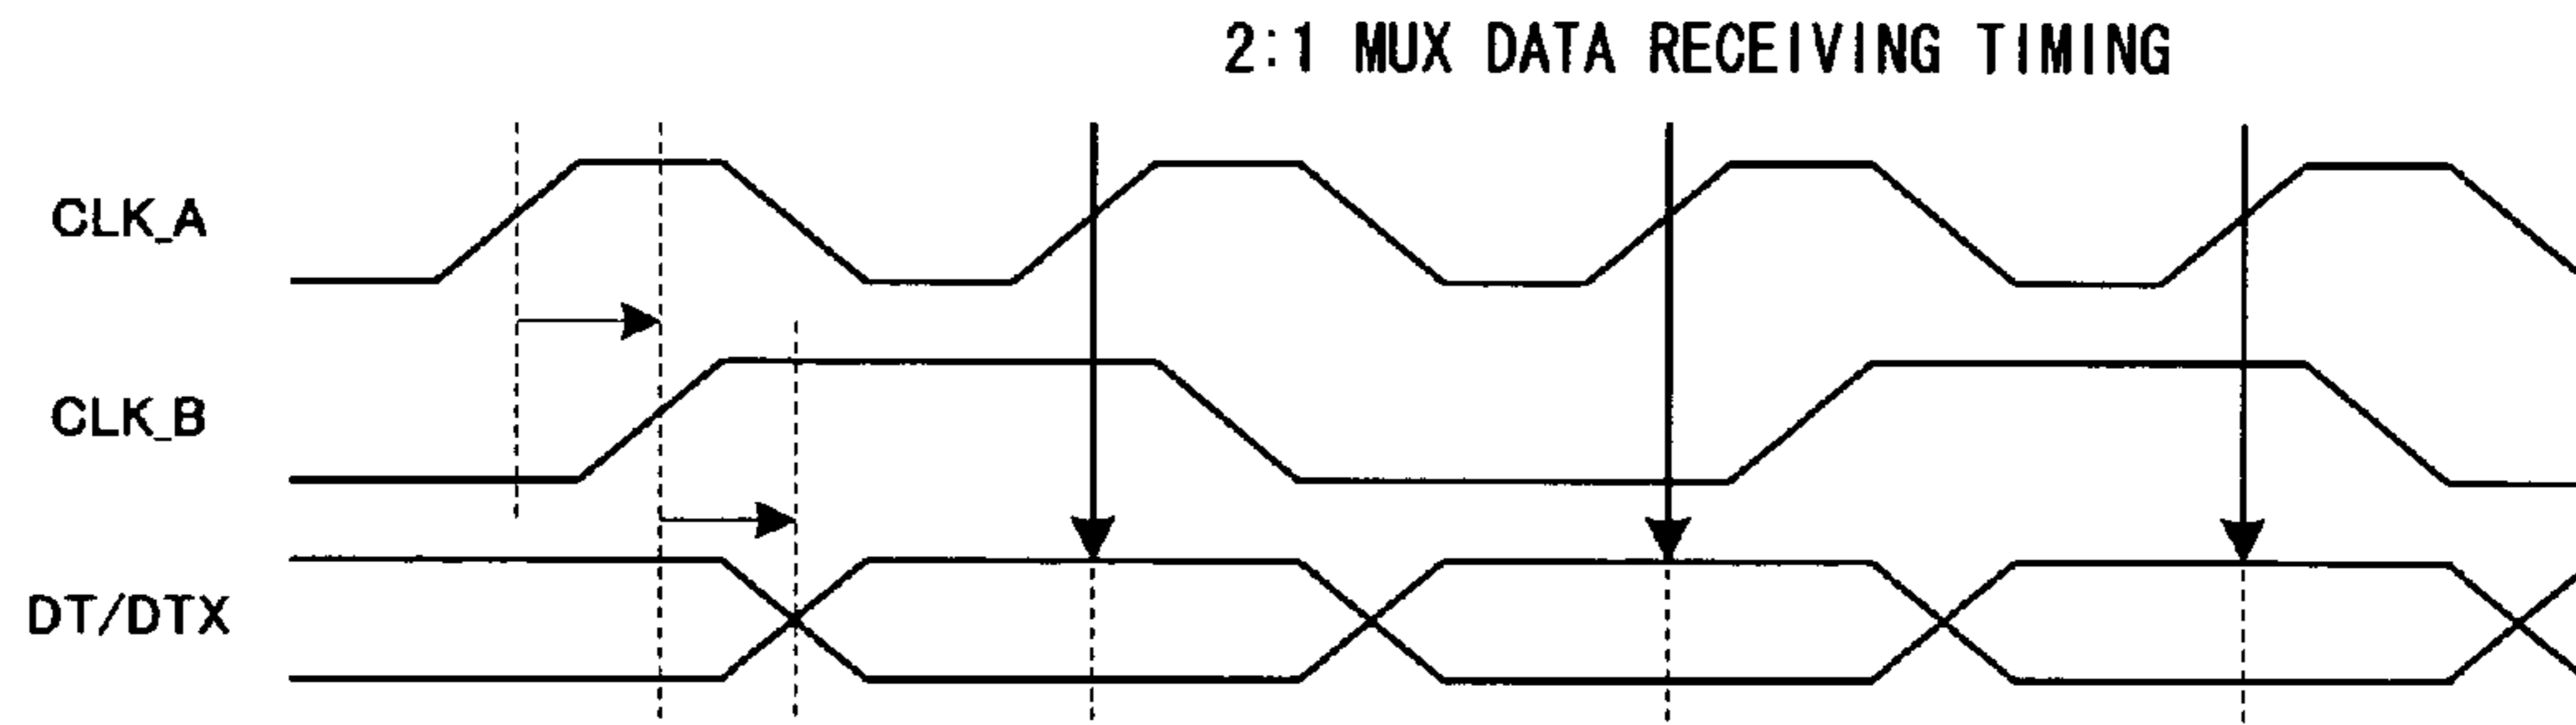 2:1 MUX DATA RECEIVING TIMING
CLK_A
CLK_B
DT/DTX